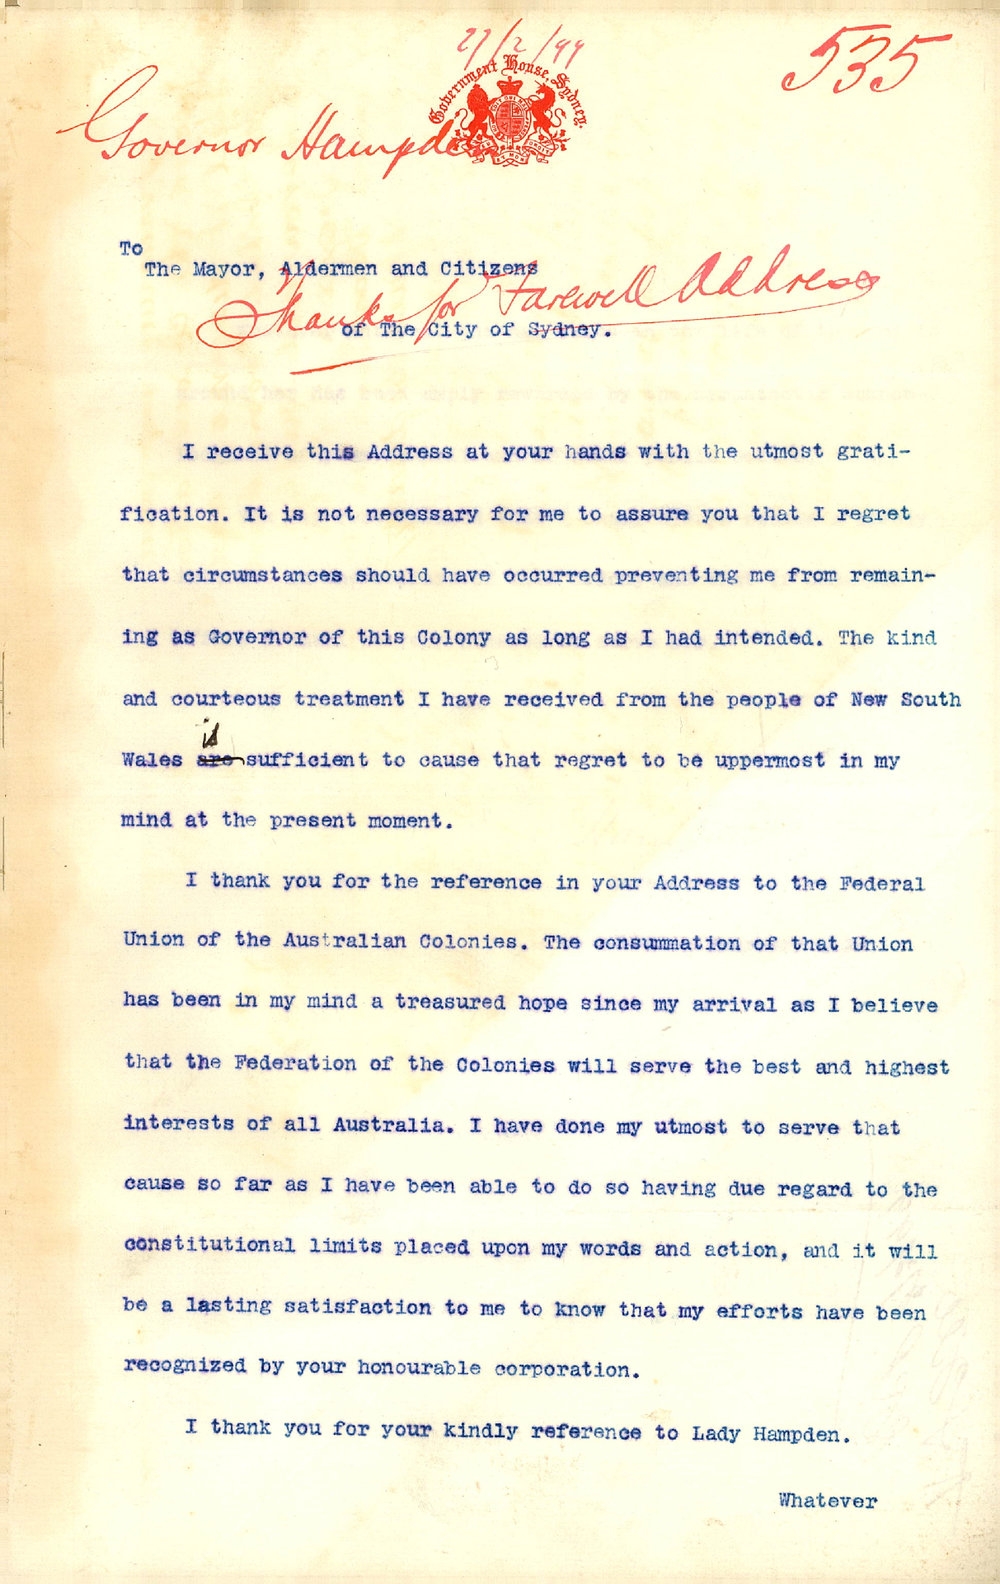 27/2/99
535
Government House, Sydney.
Governor Hampden
To
The Mayor, Aldermen and Citizens
Thanks for Farewell Address
of The City of Sydney.
I receive this Address at your hands with the utmost grati-
fication. It is not necessary for me to assure you that I regret
that circumstances should have occurred preventing me from remain-
ing as Governor of this Colony as long as I had intended. The kind
and courteous treatment I have received from the people of New South
is
Wales are sufficient to cause that regret to be uppermost in my
mind at the present moment.
I thank you for the reference in your Address to the Federal
Union of the Australian Colonies. The consummation of that Union
has been in my mind a treasured hope since my arrival as I believe
that the Federation of the Colonies will serve the best and highest
interests of all Australia. I have done my utmost to serve that
cause so far as I have been able to do so having due regard to the
constitutional limits placed upon my words and action, and it will
be a lasting satisfaction to me to know that my efforts have been
recognized by your honourable corporation.
I thank you for your kindly reference to Lady Hampden.
Whatever